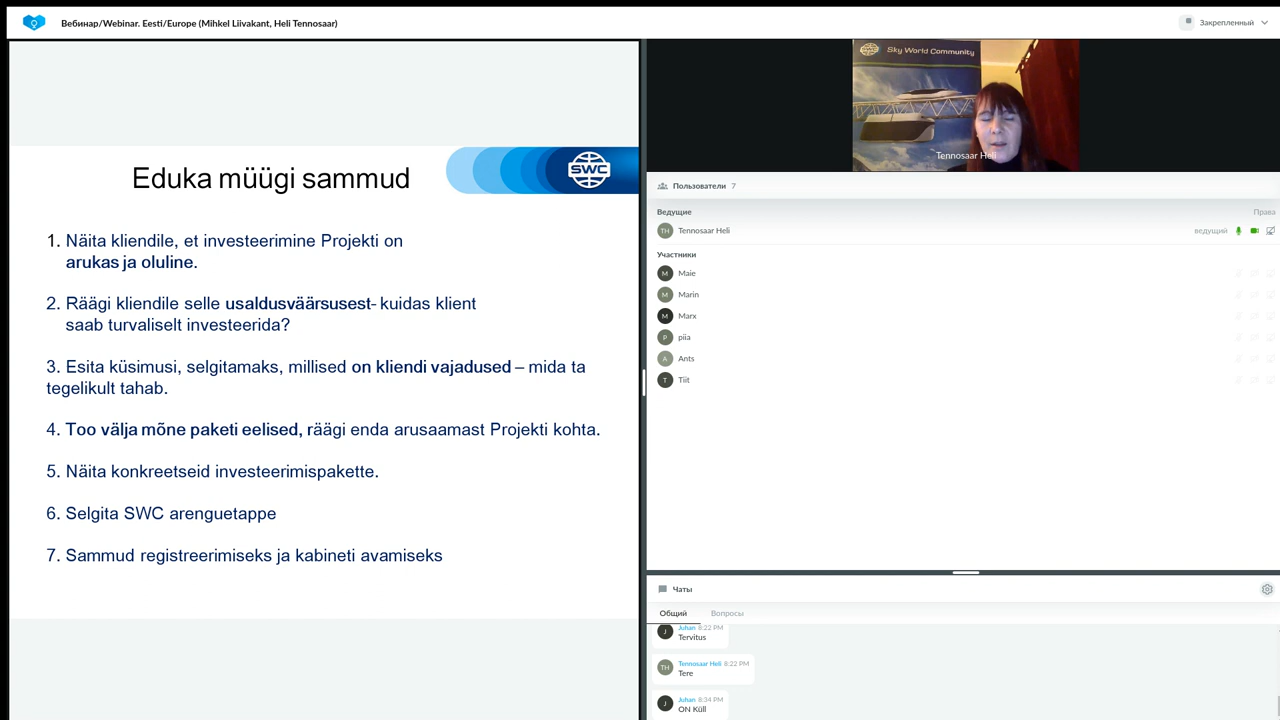 Вебинар/Webinar. Eesti/Europe (Mihkel Liivakant, Heli Tennosaar)
Закрепленный
Eduka müügi sammud
SWC
1. Näita kliendile, et investeerimine Projekti on
arukas ja oluline.
2. Räägi kliendile selle usaldusväärsusest- kuidas klient
saab turvaliselt investeerida?
3. Esita küsimusi, selgitamaks, millised on kliendi vajadused – mida ta
tegelikult tahab.
4. Too välja mõne paketi eelised, räägi enda arusaamast Projekti kohta.
5. Näita konkreetseid investeerimispakette.
6. Selgita SWC arenguetappe
7. Sammud registreerimiseks ja kabineti avamiseks
SWC Sky World Community
Tennosaar Heli
Пользователи 7
Ведущие Права
TH Tennosaar Heli ведущий
Участники
M Maie
M Marin
M Marx
P piia
A Ants
T Tiit
Чаты
Общий Вопросы
Juhan 8:22 PM
J Tervitus
Tennosaar Heli 8:22 PM
TH Tere
Juhan 8:34 PM
J ON Küll